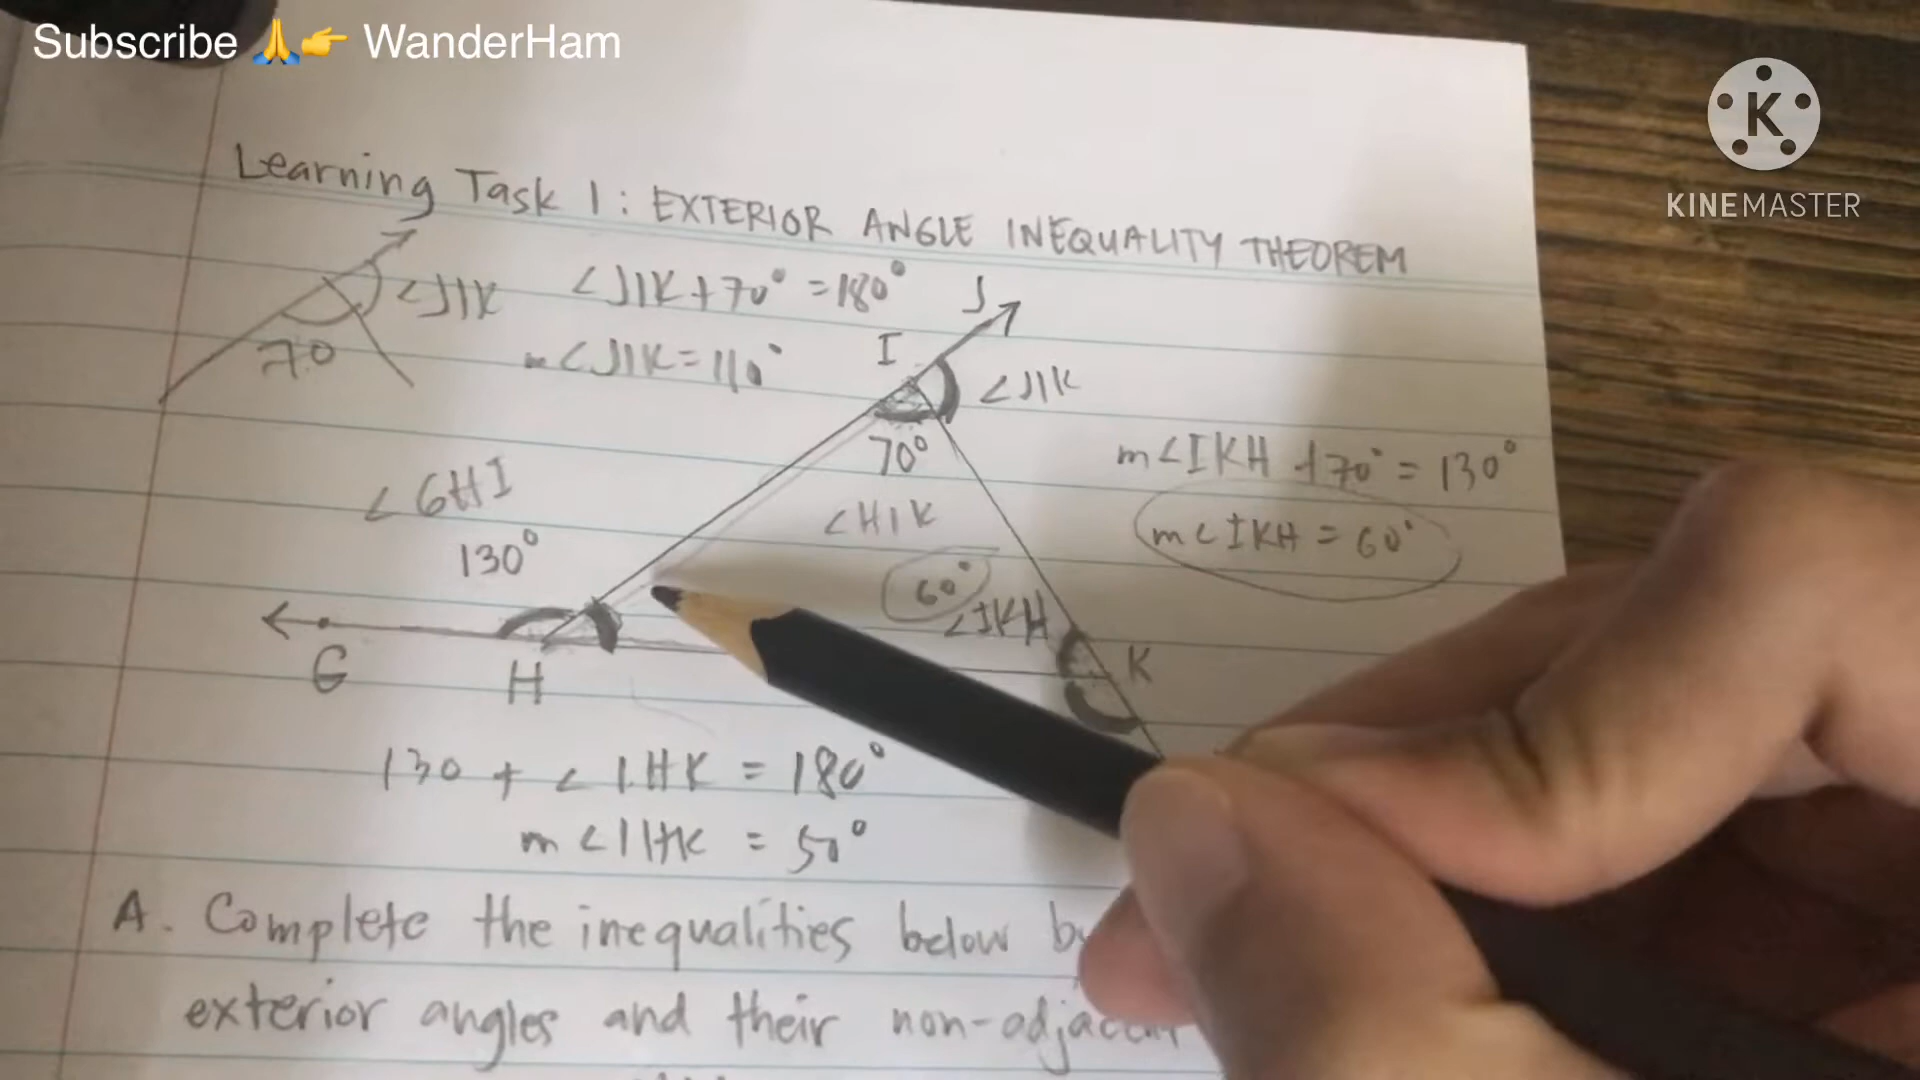 Subscribe 🙏👉 WanderHam
K
KINEMASTER
Learning Task 1: EXTERIOR ANGLE INEQUALITY THEOREM
∠JIK
∠JIK+70°=180°
70
m∠JIK=110°
J
I
∠JIK
70°
m∠IKH+70°=130°
m∠IKH=60°
∠GHI
130°
∠HIK
60°
∠IKH
G
H
K
130 + ∠IHK = 180°
m∠IHK = 50°
A. Complete the inequalities below
exterior angles and their non-adjacent